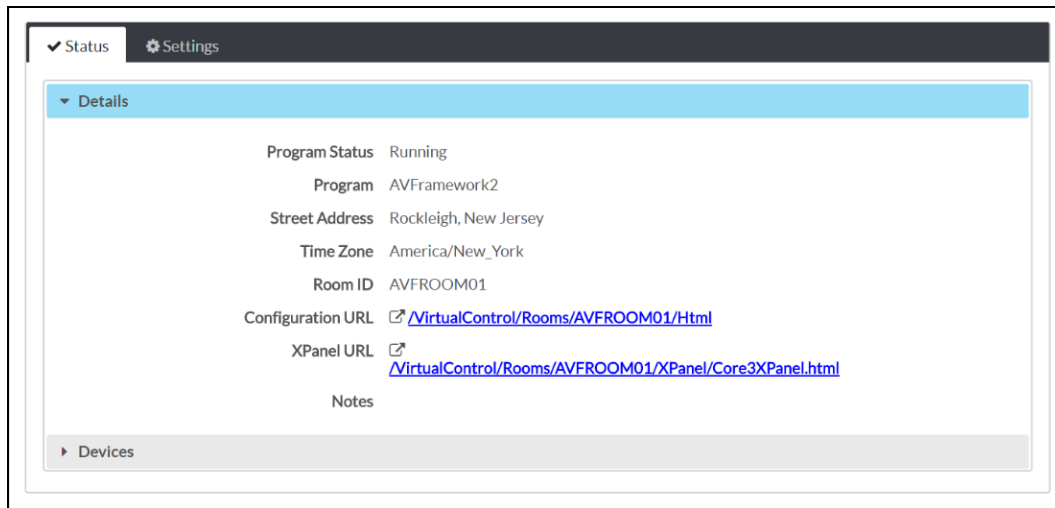 Status Settings
Details
Program Status Running
Program AVFramework2
Street Address Rockleigh, New Jersey
Time Zone America/New_York
Room ID AVFROOM01
Configuration URL /VirtualControl/Rooms/AVFROOM01/Html
XPanel URL
/VirtualControl/Rooms/AVFROOM01/XPanel/Core3XPanel.html
Notes
Devices